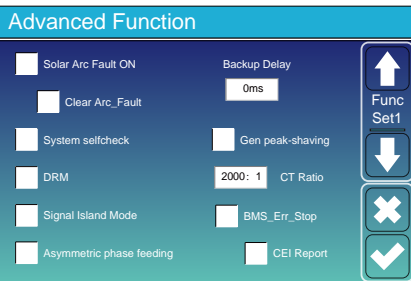 Advanced Function
Solar Arc Fault ON
Backup Delay
0ms
Clear Arc_Fault
Func
Set1
System selfcheck
Gen peak-shaving
DRM
2000: 1
CT Ratio
Signal Island Mode
BMS_Err_Stop
Asymmetric phase feeding
CEI Report